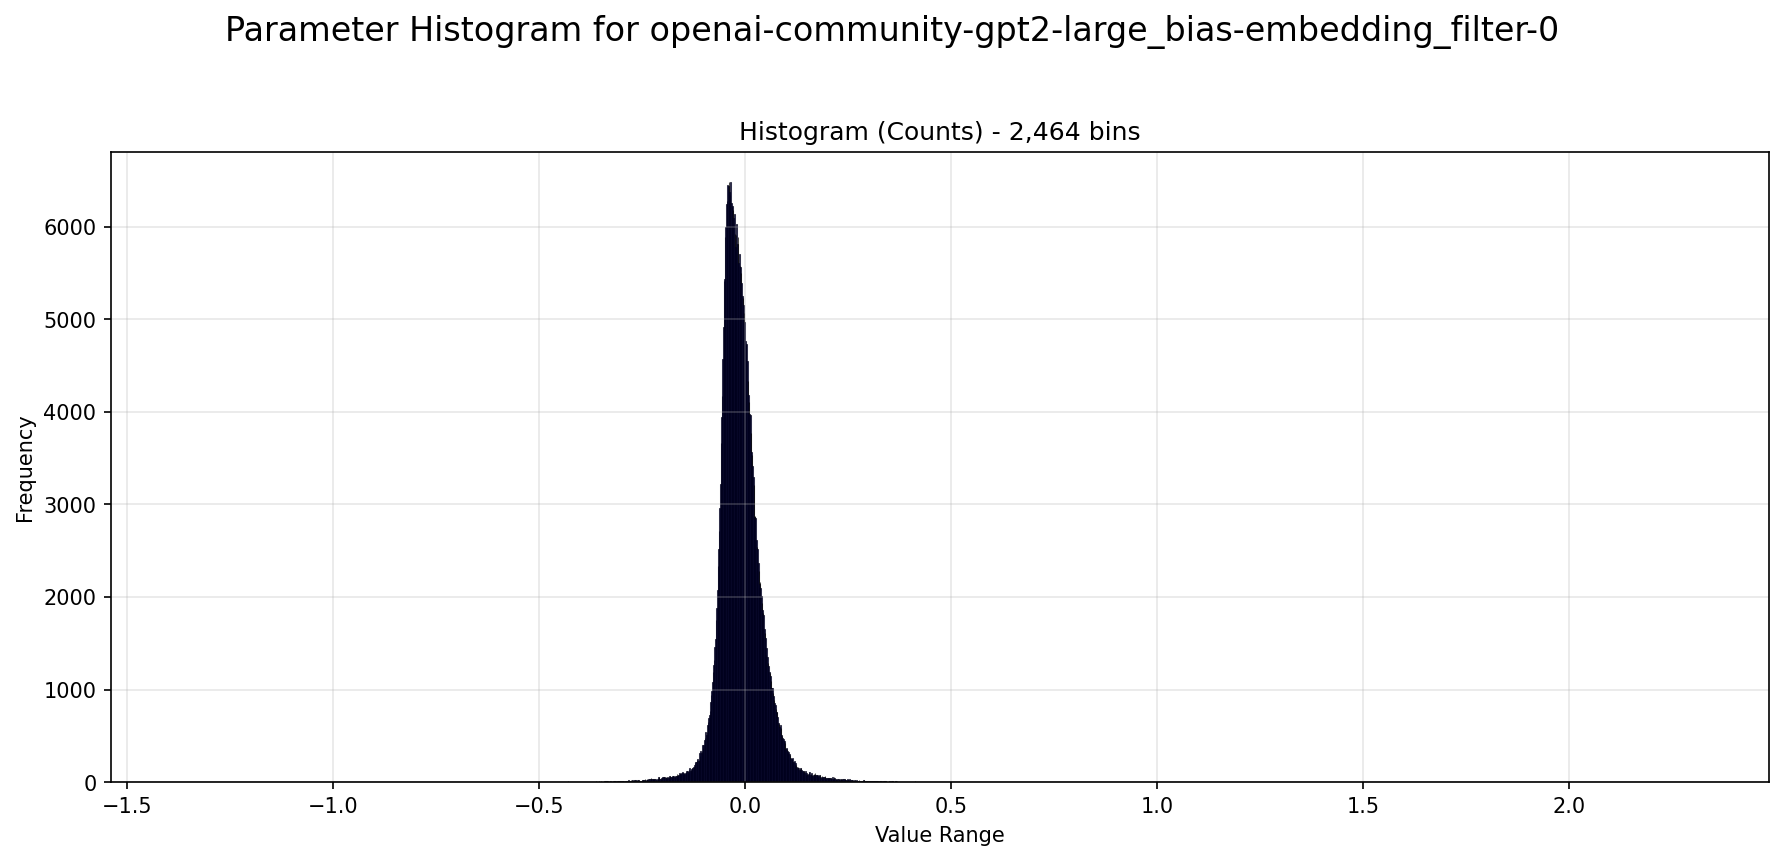 Parameter Histogram for openai-community-gpt2-large_bias-embedding_filter-0
Histogram (Counts) - 2,464 bins
Frequency
6000
5000
4000
3000
2000
1000
0
−1.5 −1.0 −0.5 0.0 0.5 1.0 1.5 2.0
Value Range